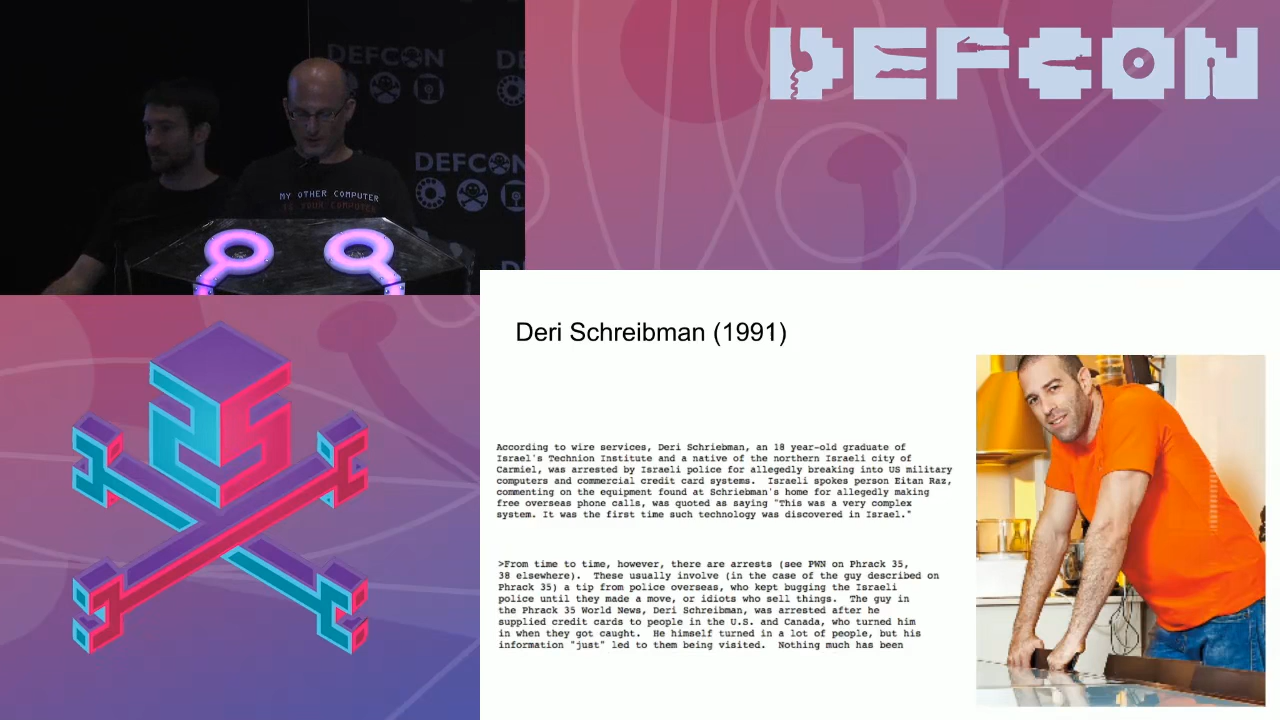 DEFCON
DEFCON
DEFCON
MY OTHER COMPUTER
IS YOUR COMPUTER
Deri Schreibman (1991)
According to wire services, Deri Schriebman, an 18 year-old graduate of
Israel's Technion Institute and a native of the northern Israeli city of
Carmiel, was arrested by Israeli police for allegedly breaking into US military
computers and commercial credit card systems.  Israeli spokes person Eitan Raz,
commenting on the equipment found at Schriebman's home for allegedly making
free overseas phone calls, was quoted as saying "This was a very complex
system. It was the first time such technology was discovered in Israel."
>From time to time, however, there are arrests (see PWN on Phrack 35,
38 elsewhere).  These usually involve (in the case of the guy described on
Phrack 35) a tip from police overseas, who kept bugging the Israeli
police until they made a move, or idiots who sell things.  The guy in
the Phrack 35 World News, Deri Schreibman, was arrested after he
supplied credit cards to people in the U.S. and Canada, who turned him
in when they got caught.  He himself turned in a lot of people, but his
information "just" led to them being visited.  Nothing much has been